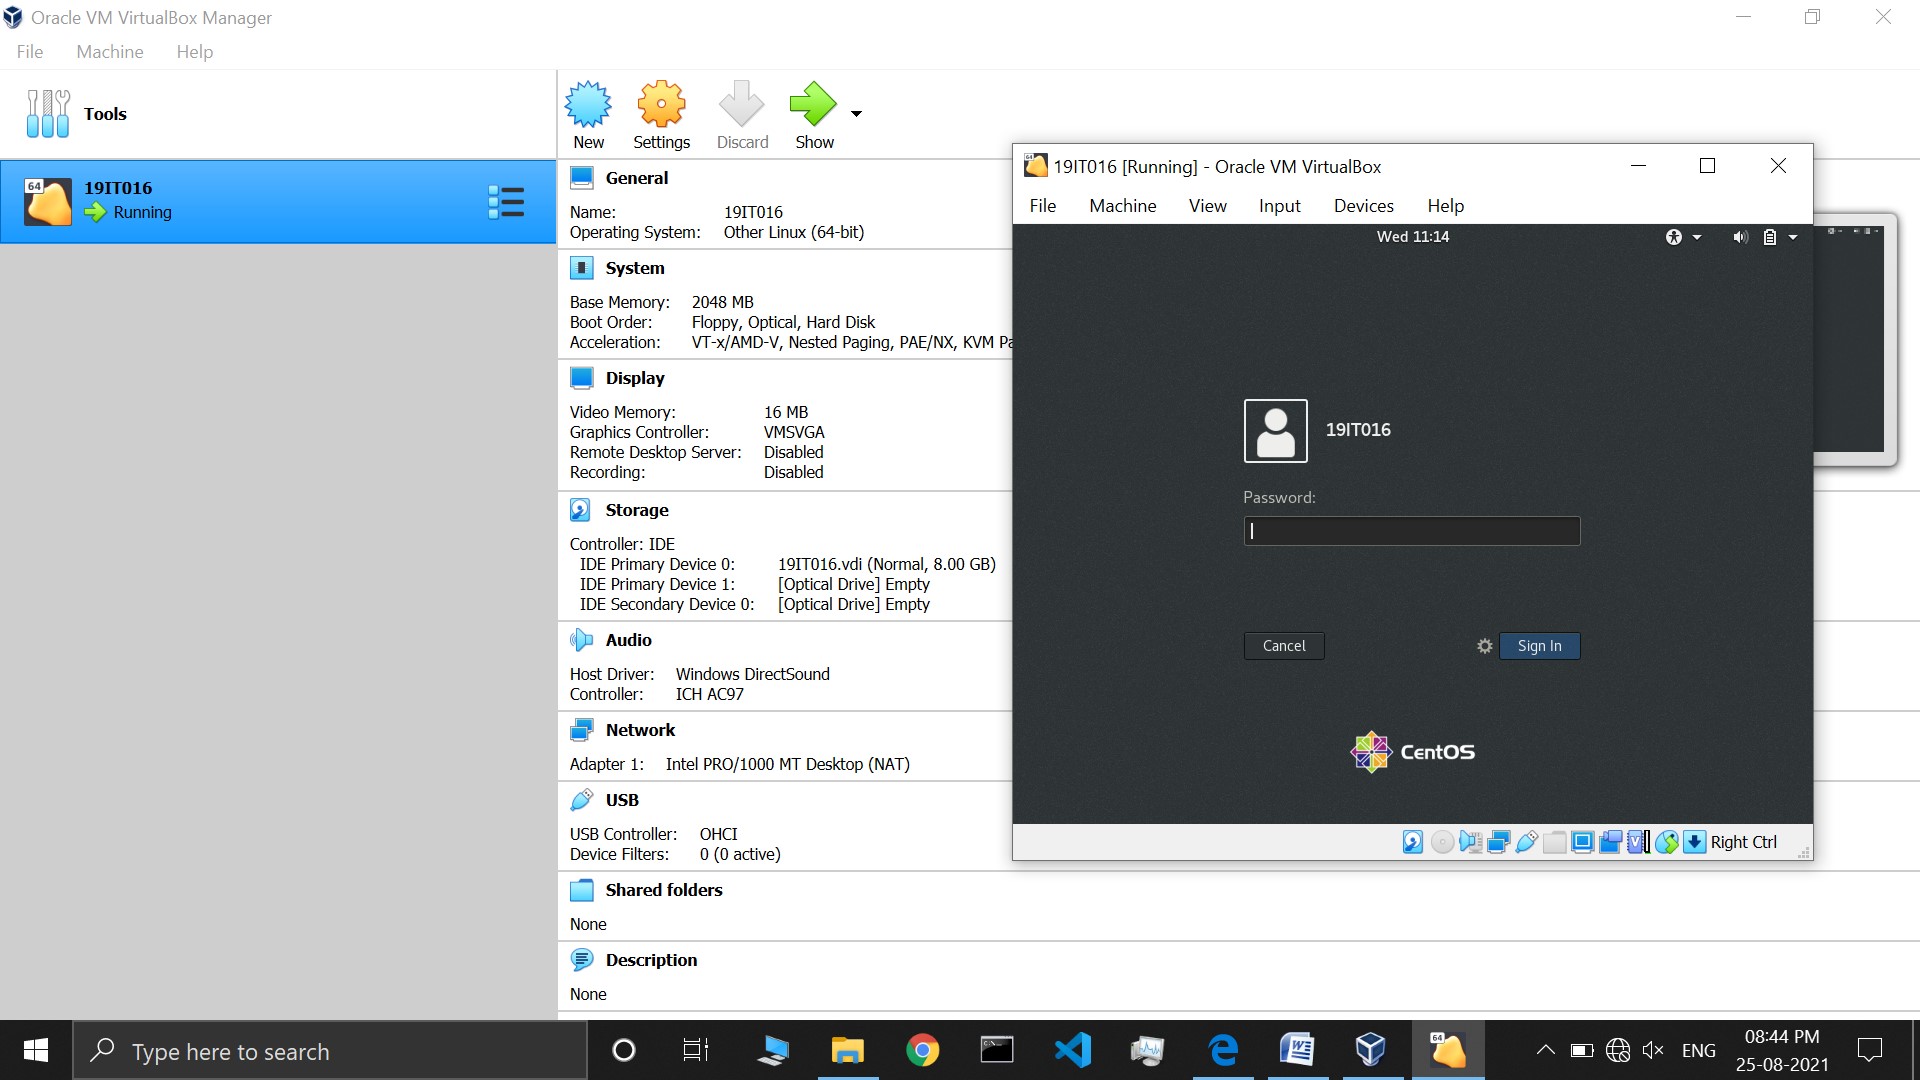 Oracle VM VirtualBox Manager
File Machine Help
Tools
New Settings Discard Show
64 19IT016
Running
General
Name: 19IT016
Operating System: Other Linux (64-bit)
System
Base Memory: 2048 MB
Boot Order: Floppy, Optical, Hard Disk
Acceleration: VT-x/AMD-V, Nested Paging, PAE/NX, KVM
Display
Video Memory: 16 MB
Graphics Controller: VMSVGA
Remote Desktop Server: Disabled
Recording: Disabled
Storage
Controller: IDE
IDE Primary Device 0: 19IT016.vdi (Normal, 8.00 GB)
IDE Primary Device 1: [Optical Drive] Empty
IDE Secondary Device 0: [Optical Drive] Empty
Audio
Host Driver: Windows DirectSound
Controller: ICH AC97
Network
Adapter 1: Intel PRO/1000 MT Desktop (NAT)
USB
USB Controller: OHCI
Device Filters: 0 (0 active)
Shared folders
None
Description
None
64 19IT016 [Running] - Oracle VM VirtualBox
File Machine View Input Devices Help
Wed 11:14
19IT016
Password:
Cancel Sign In
CentOS
Right Ctrl
Type here to search
64
ENG
08:44 PM
25-08-2021